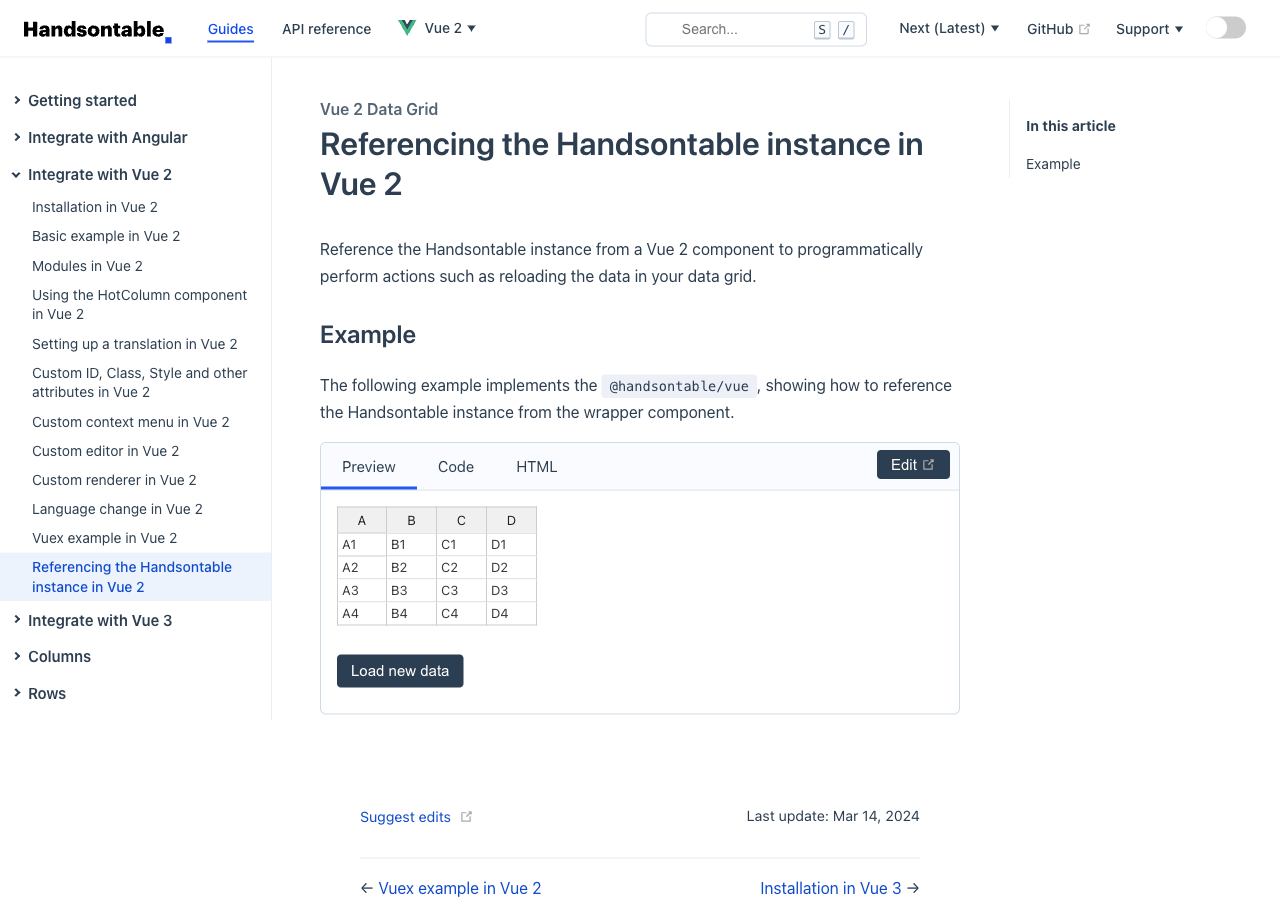 Handsontable
Guides
API reference
Vue 2 ▼
Search...
S
/
Next (Latest) ▼
GitHub
Support ▼
Getting started
Integrate with Angular
Integrate with Vue 2
Installation in Vue 2
Basic example in Vue 2
Modules in Vue 2
Using the HotColumn component
in Vue 2
Setting up a translation in Vue 2
Custom ID, Class, Style and other
attributes in Vue 2
Custom context menu in Vue 2
Custom editor in Vue 2
Custom renderer in Vue 2
Language change in Vue 2
Vuex example in Vue 2
Referencing the Handsontable
instance in Vue 2
Integrate with Vue 3
Columns
Rows
Vue 2 Data Grid
Referencing the Handsontable instance in
Vue 2
Reference the Handsontable instance from a Vue 2 component to programmatically
perform actions such as reloading the data in your data grid.
Example
The following example implements the @handsontable/vue, showing how to reference
the Handsontable instance from the wrapper component.
Preview
Code
HTML
Edit
A B C D
A1 B1 C1 D1
A2 B2 C2 D2
A3 B3 C3 D3
A4 B4 C4 D4
Load new data
Suggest edits
Last update: Mar 14, 2024
← Vuex example in Vue 2
Installation in Vue 3 →
In this article
Example